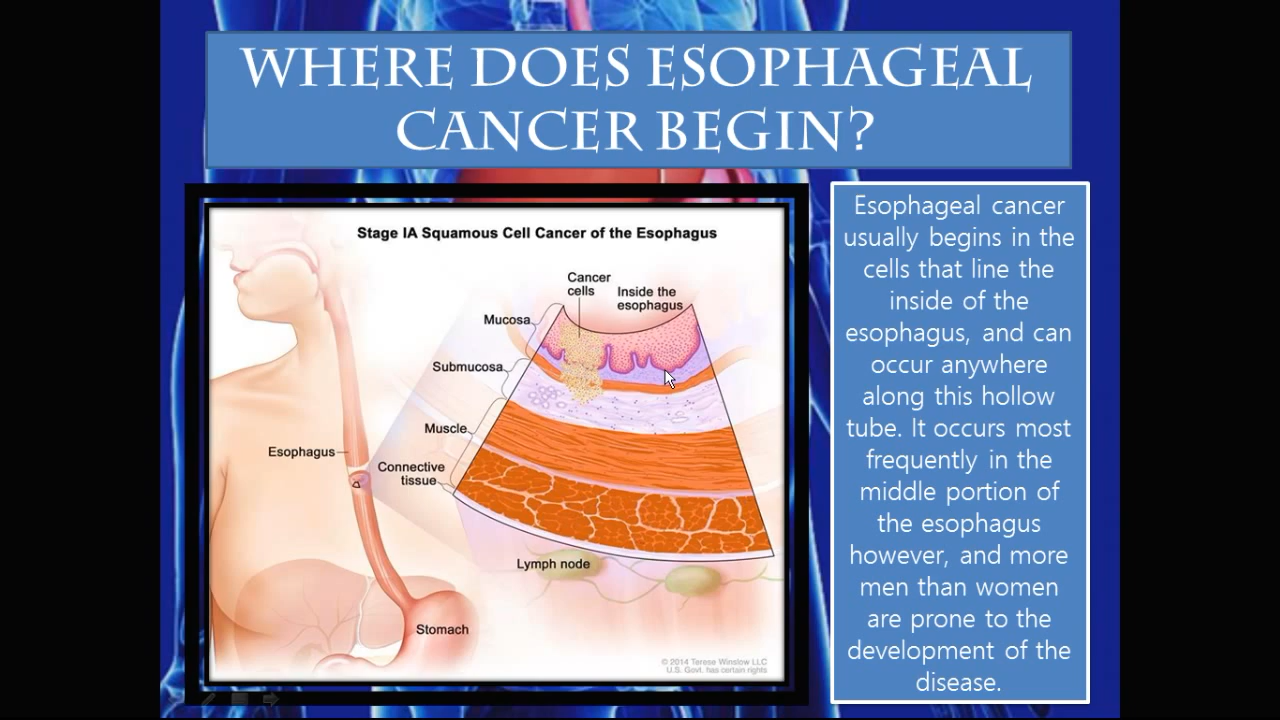 WHERE DOES ESOPHAGEAL
CANCER BEGIN?
Stage IA Squamous Cell Cancer of the Esophagus
Cancer
cells
Inside the
esophagus
Mucosa
Submucosa
Muscle
Esophagus
Connective
tissue
Lymph node
Stomach
© 2014 Terese Winslow LLC
U.S. Govt. has certain rights
Esophageal cancer
usually begins in the
cells that line the
inside of the
esophagus, and can
occur anywhere
along this hollow
tube. It occurs most
frequently in the
middle portion of
the esophagus
however, and more
men than women
are prone to the
development of the
disease.